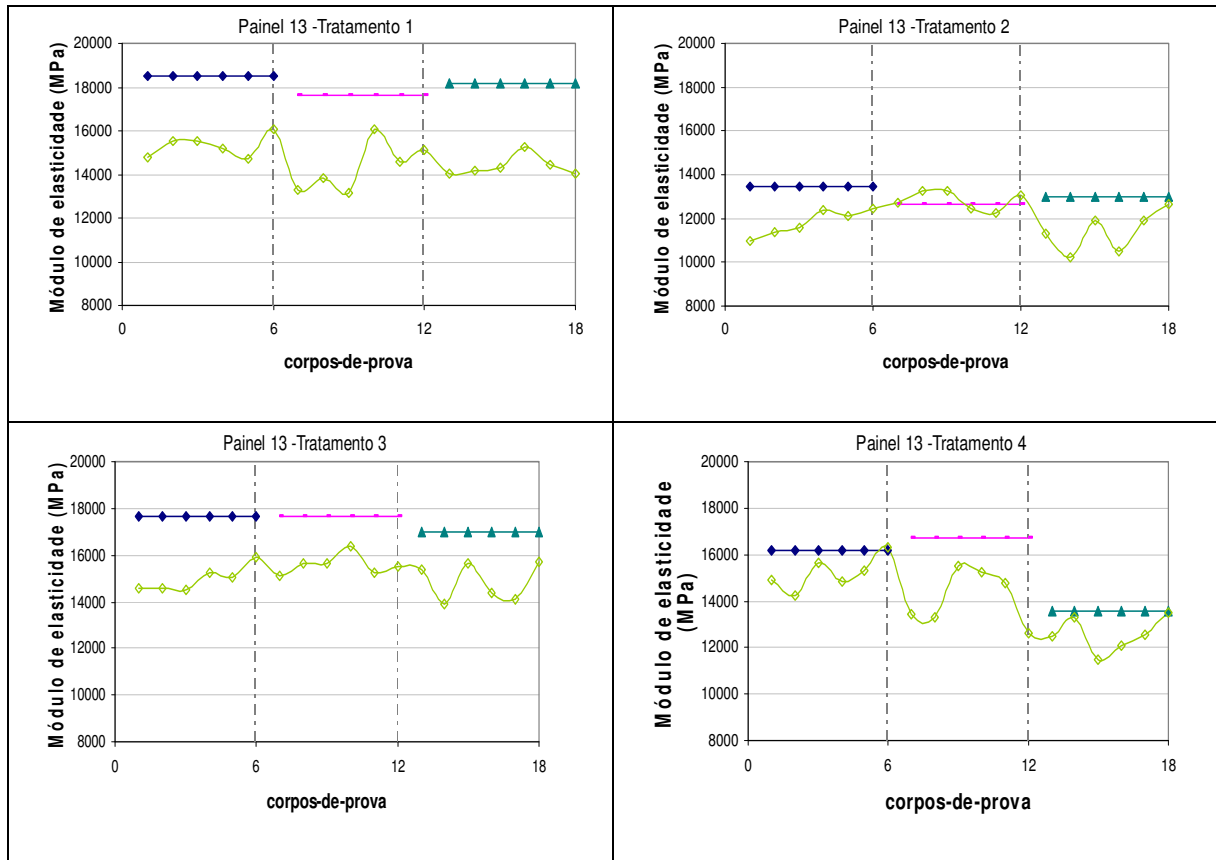 Painel 13 -Tratamento 1
Módulo de elasticidade (MPa)
20000
18000
16000
14000
12000
10000
8000
0 6 12 18
corpos-de-prova
Painel 13 -Tratamento 2
Módulo de elasticidade (MPa)
20000
18000
16000
14000
12000
10000
8000
0 6 12 18
corpos-de-prova
Painel 13 -Tratamento 3
Módulo de elasticidade (MPa)
20000
18000
16000
14000
12000
10000
8000
0 6 12 18
corpos-de-prova
Painel 13 -Tratamento 4
Módulo de elasticidade
(MPa)
20000
18000
16000
14000
12000
10000
8000
0 6 12 18
corpos-de-prova